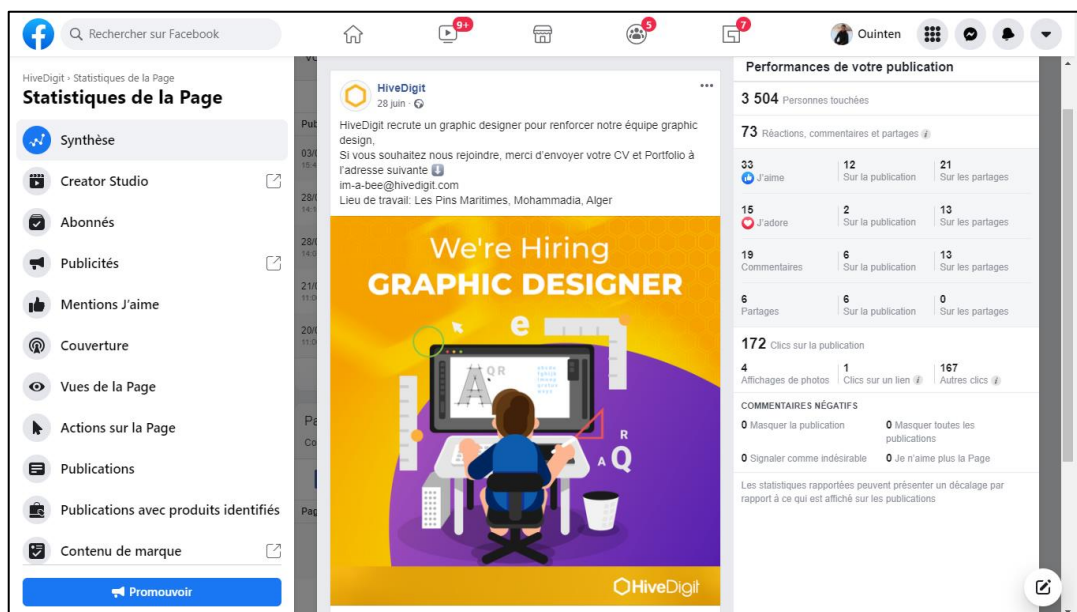 Rechercher sur Facebook
9+
5
7
Ouinten
HiveDigit › Statistiques de la Page
Statistiques de la Page
Synthèse
Creator Studio
Abonnés
Publicités
Mentions J'aime
Couverture
Vues de la Page
Actions sur la Page
Publications
Publications avec produits identifiés
Contenu de marque
Promouvoir
HiveDigit
28 juin ·
HiveDigit recrute un graphic designer pour renforcer notre équipe graphic
design,
Si vous souhaitez nous rejoindre, merci d'envoyer votre CV et Portfolio à
l'adresse suivante ⬇️
im-a-bee@hivedigit.com
Lieu de travail: Les Pins Maritimes, Mohammadia, Alger
We're Hiring
GRAPHIC DESIGNER
e
A QR
R
A Q
HiveDigit
Performances de votre publication
3 504 Personnes touchées
73 Réactions, commentaires et partages
33 12 21
J'aime Sur la publication Sur les partages
15 2 13
J'adore Sur la publication Sur les partages
19 6 13
Commentaires Sur la publication Sur les partages
6 6 0
Partages Sur la publication Sur les partages
172 Clics sur la publication
4 1 167
Affichages de photos Clics sur un lien Autres clics
COMMENTAIRES NÉGATIFS
0 Masquer la publication 0 Masquer toutes les
publications
0 Signaler comme indésirable 0 Je n'aime plus la Page
Les statistiques rapportées peuvent présenter un décalage par
rapport à ce qui est affiché sur les publications